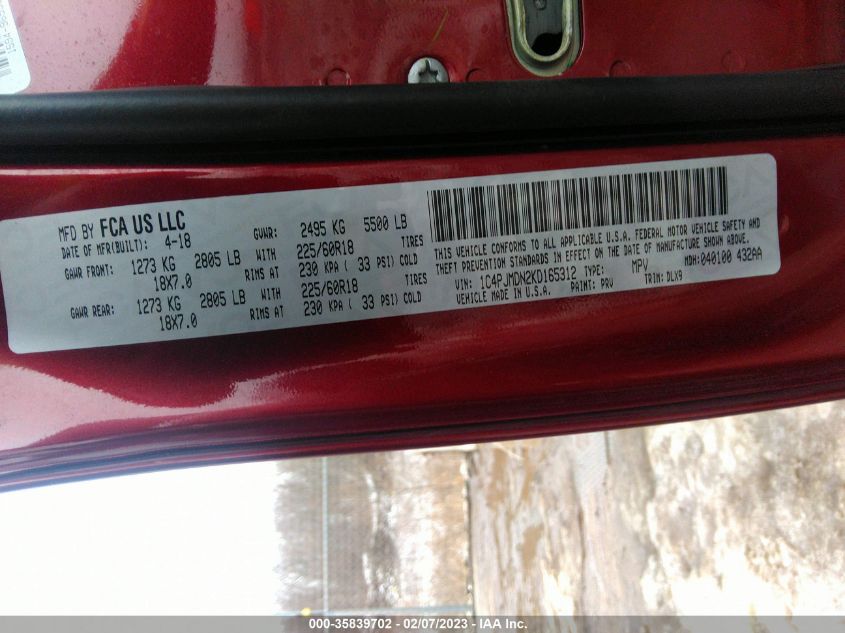 MFD BY FCA US LLC
DATE OF MFR(BUILT): 4-18
GVWR: 2495 KG 5500 LB
GAWR FRONT: 1273 KG 2805 LB WITH 225/60R18 TIRES
18X7.0 RIMS AT 230 KPA ( 33 PSI) COLD
GAWR REAR: 1273 KG 2805 LB WITH 225/60R18 TIRES
18X7.0 RIMS AT 230 KPA ( 33 PSI) COLD
THIS VEHICLE CONFORMS TO ALL APPLICABLE U.S.A. FEDERAL MOTOR VEHICLE SAFETY AND
THEFT PREVENTION STANDARDS IN EFFECT ON THE DATE OF MANUFACTURE SHOWN ABOVE.
VIN: 1C4PJMDN2KD165312 TYPE: MPV MDH:040100 432AA
VEHICLE MADE IN U.S.A. PAINT: PRV TRIM: DLX9
000-35839702 - 02/07/2023 - IAA Inc.